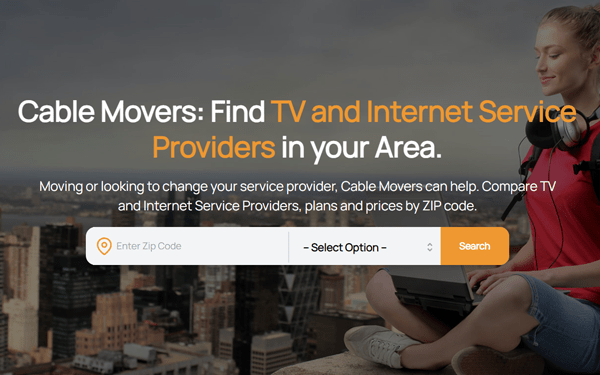 Cable Movers: Find TV and Internet Service
Providers in your Area.
Moving or looking to change your service provider, Cable Movers can help. Compare TV
and Internet Service Providers, plans and prices by ZIP code.
Enter Zip Code
-- Select Option --
Search